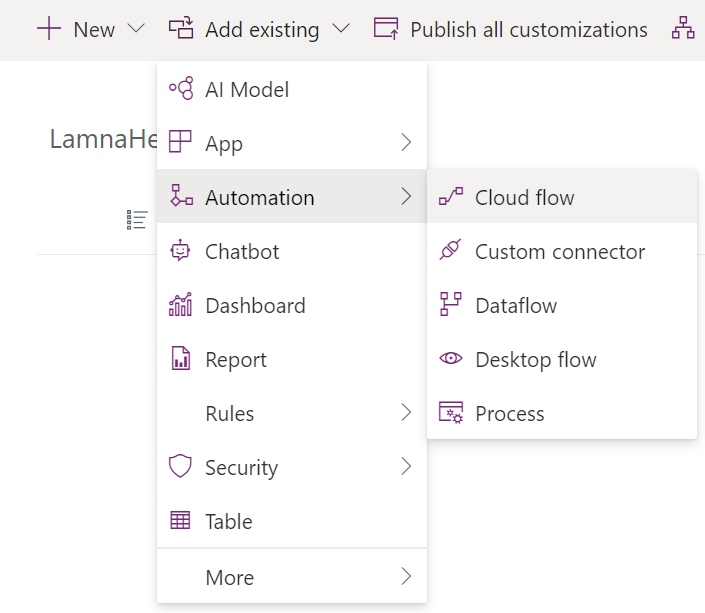 New
Add existing
Publish all customizations
AI Model
LamnaHe
App
Automation
Cloud flow
Chatbot
Custom connector
Dashboard
Dataflow
Report
Desktop flow
Rules
Process
Security
Table
More